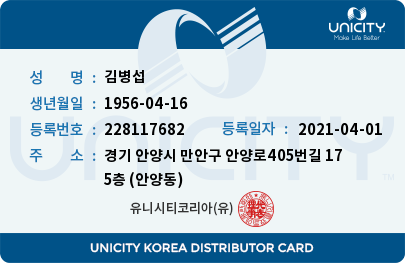 UNICITY
Make Life Better
성 명 : 김병섭
생년월일 : 1956-04-16
등록번호 : 228117682 등록일자 : 2021-04-01
주 소 : 경기 안양시 만안구 안양로405번길 17
5층 (안양동)
UNICITY
유니시티코리아(유)
UNICITY KOREA DISTRIBUTOR CARD